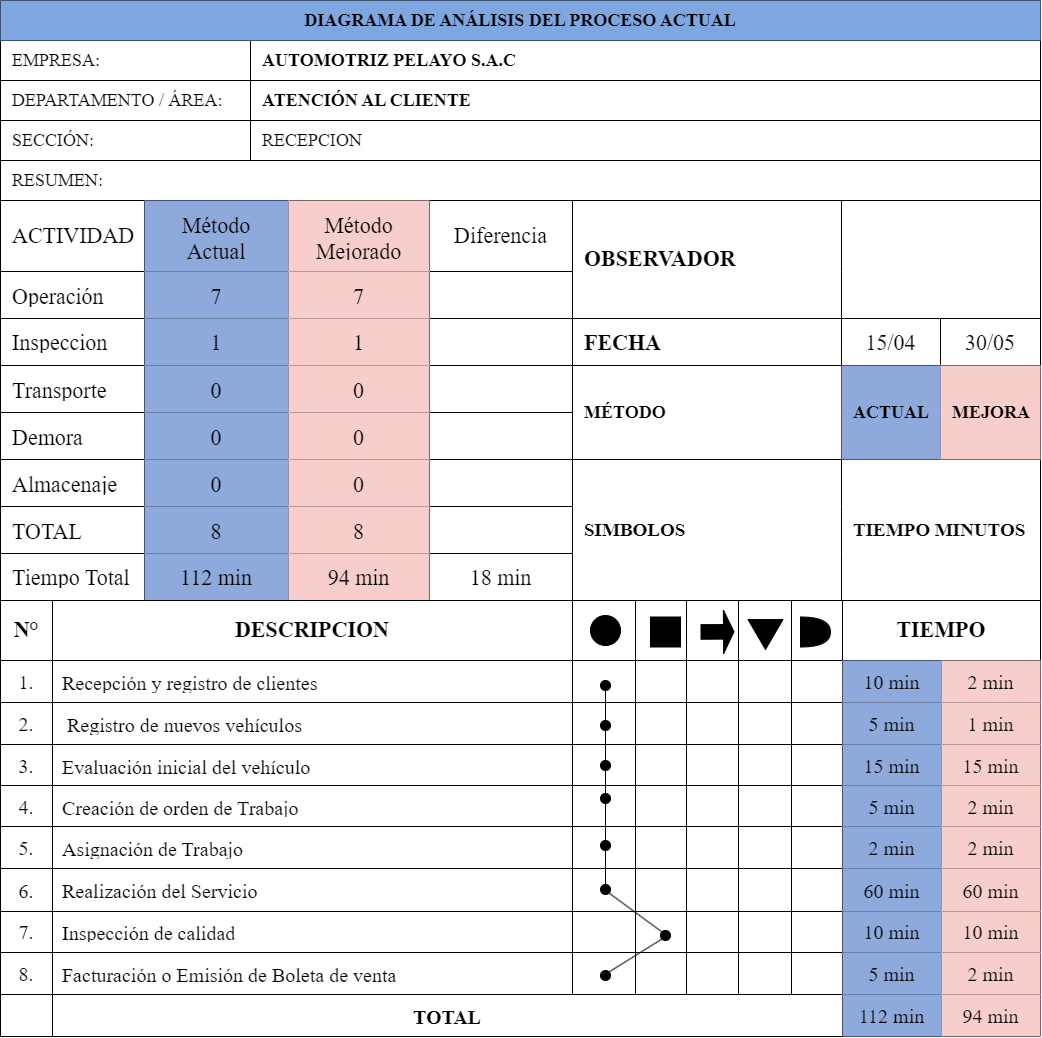 DIAGRAMA DE ANÁLISIS DEL PROCESO ACTUAL
EMPRESA: AUTOMOTRIZ PELAYO S.A.C
DEPARTAMENTO / ÁREA: ATENCIÓN AL CLIENTE
SECCIÓN: RECEPCION
RESUMEN:
ACTIVIDAD Método Actual Método Mejorado Diferencia OBSERVADOR
Operación 7 7
Inspeccion 1 1 FECHA 15/04 30/05
Transporte 0 0
MÉTODO ACTUAL MEJORA
Demora 0 0
Almacenaje 0 0
TOTAL 8 8 SIMBOLOS TIEMPO MINUTOS
Tiempo Total 112 min 94 min 18 min
N° DESCRIPCION TIEMPO
1. Recepción y registro de clientes 10 min 2 min
2. Registro de nuevos vehículos 5 min 1 min
3. Evaluación inicial del vehículo 15 min 15 min
4. Creación de orden de Trabajo 5 min 2 min
5. Asignación de Trabajo 2 min 2 min
6. Realización del Servicio 60 min 60 min
7. Inspección de calidad 10 min 10 min
8. Facturación o Emisión de Boleta de venta 5 min 2 min
TOTAL 112 min 94 min